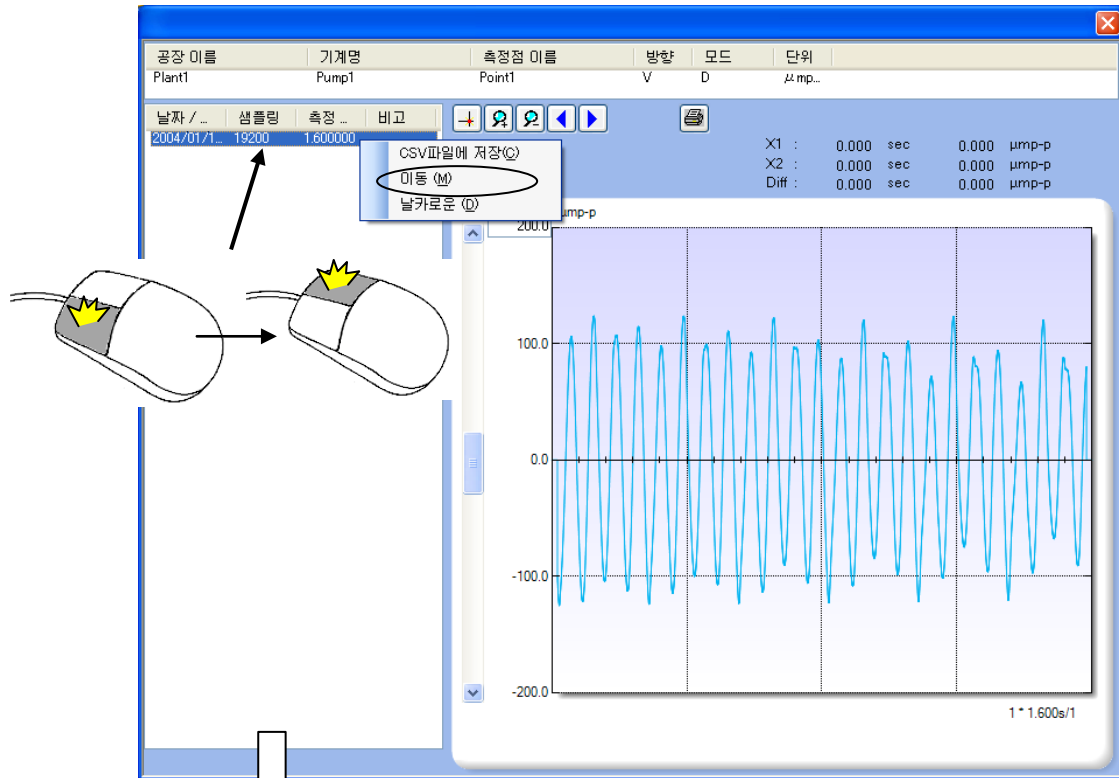 공장 이름 기계명 측정점 이름 방향 모드 단위
Plant1 Pump1 Point1 V D μ mp...
날짜 / ... 샘플링 측정 ... 비고
2004/01/1... 19200 1.600000
CSV파일에 저장(C)
이동 (M)
날카로운 (D)
X1 : 0.000 sec 0.000 μmp-p
X2 : 0.000 sec 0.000 μmp-p
Diff : 0.000 sec 0.000 μmp-p
μmp-p
200.0
100.0
0.0
-100.0
-200.0
1 * 1.600s/1